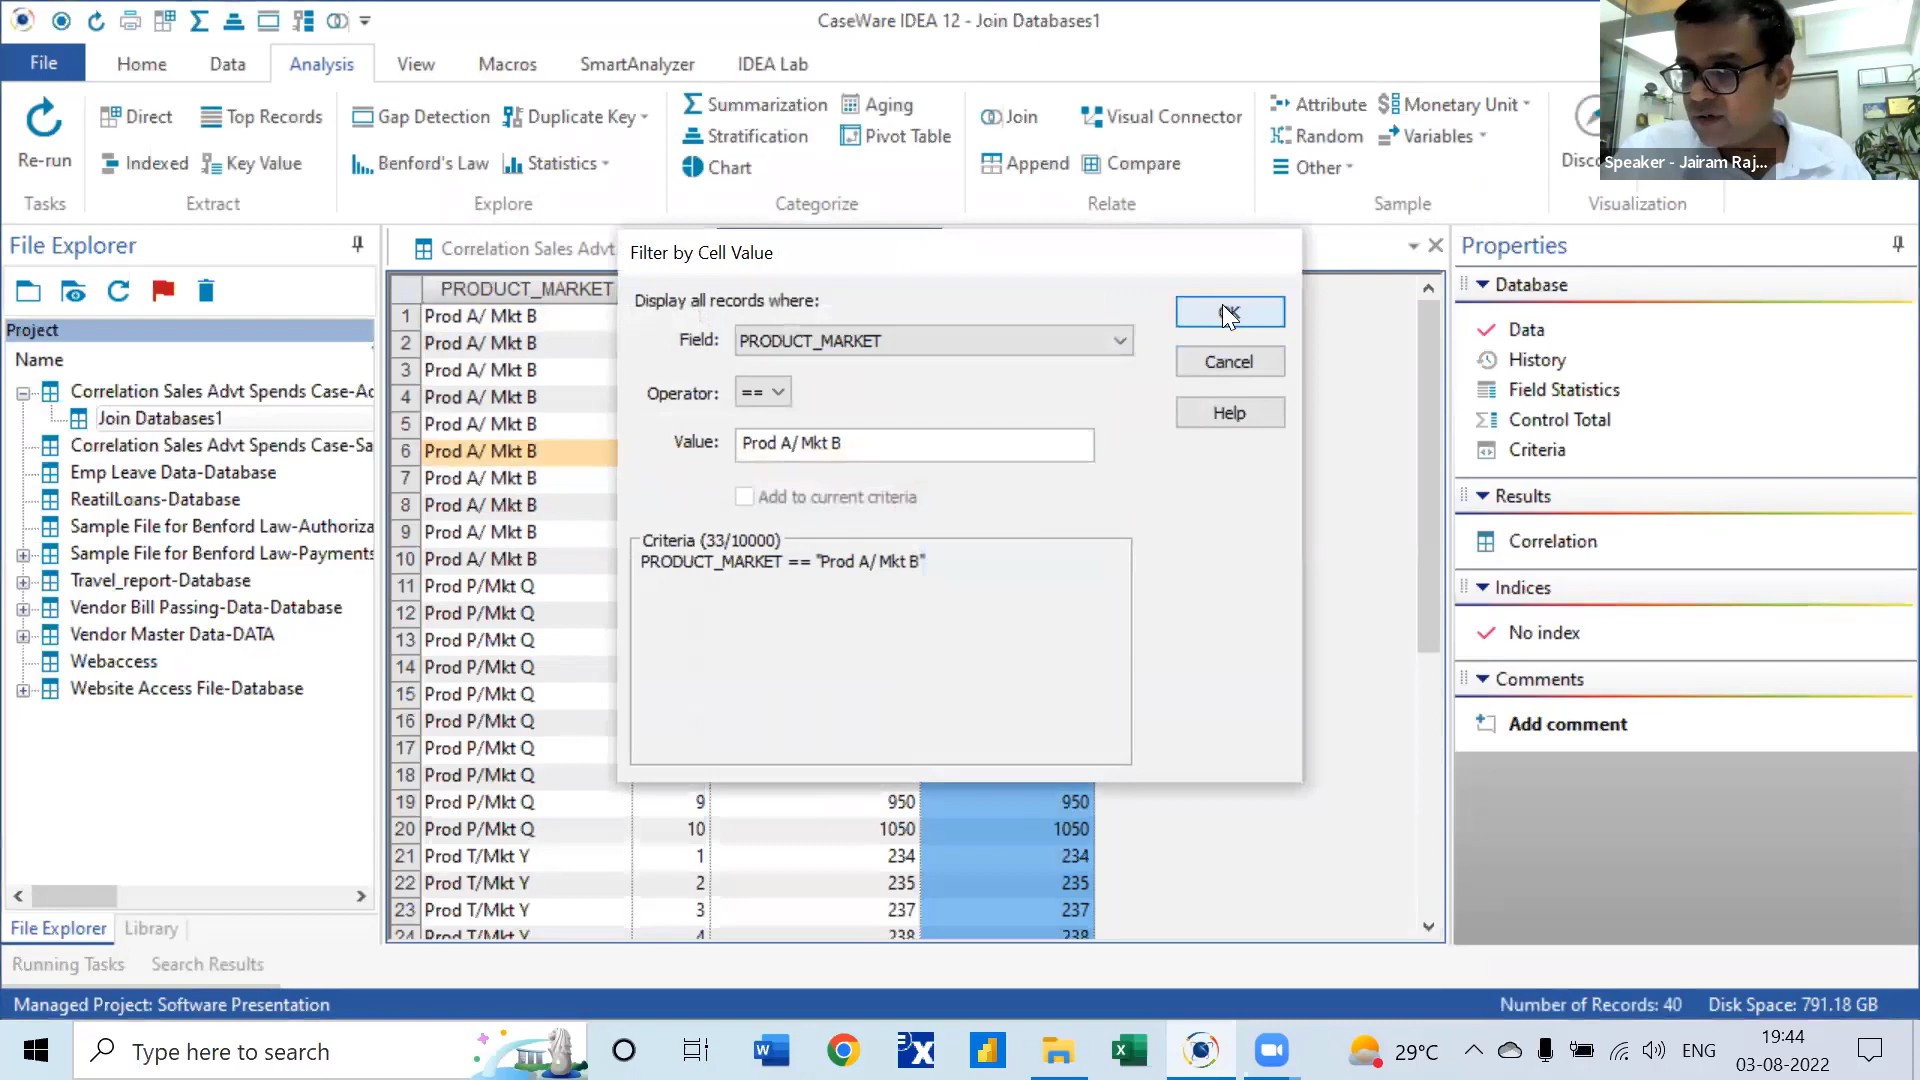 CaseWare IDEA 12 - Join Databases1
File Home Data Analysis View Macros SmartAnalyzer IDEA Lab
Re-run
Tasks
Direct Top Records
Indexed Key Value
Extract
Gap Detection Duplicate Key
Benford's Law Statistics
Explore
Summarization Aging
Stratification Pivot Table
Chart
Categorize
Join Visual Connector
Append Compare
Relate
Attribute Monetary Unit
Random Variables
Other
Sample
Visualization
Speaker - Jairam Raj...
File Explorer
Project
Name
Correlation Sales Advt Spends Case-Ad
Join Databases1
Correlation Sales Advt Spends Case-Sa
Emp Leave Data-Database
ReatilLoans-Database
Sample File for Benford Law-Authoriza
Sample File for Benford Law-Payments
Travel_report-Database
Vendor Bill Passing-Data-Database
Vendor Master Data-DATA
Webaccess
Website Access File-Database
File Explorer Library
Running Tasks Search Results
Correlation Sales Advt
PRODUCT_MARKET
1 Prod A/ Mkt B
2 Prod A/ Mkt B
3 Prod A/ Mkt B
4 Prod A/ Mkt B
5 Prod A/ Mkt B
6 Prod A/ Mkt B
7 Prod A/ Mkt B
8 Prod A/ Mkt B
9 Prod A/ Mkt B
10 Prod A/ Mkt B
11 Prod P/Mkt Q
12 Prod P/Mkt Q
13 Prod P/Mkt Q
14 Prod P/Mkt Q
15 Prod P/Mkt Q
16 Prod P/Mkt Q
17 Prod P/Mkt Q
18 Prod P/Mkt Q
19 Prod P/Mkt Q 9 950 950
20 Prod P/Mkt Q 10 1050 1050
21 Prod T/Mkt Y 1 234 234
22 Prod T/Mkt Y 2 235 235
23 Prod T/Mkt Y 3 237 237
24 Prod T/Mkt Y 4 238 238
Filter by Cell Value
Display all records where:
Field: PRODUCT_MARKET
Operator: ==
Value: Prod A/ Mkt B
Add to current criteria
Criteria (33/10000)
PRODUCT_MARKET == "Prod A/ Mkt B"
OK
Cancel
Help
Properties
Database
Data
History
Field Statistics
Control Total
Criteria
Results
Correlation
Indices
No index
Comments
Add comment
Managed Project: Software Presentation Number of Records: 40 Disk Space: 791.18 GB
Type here to search
29°C
ENG
19:44
03-08-2022